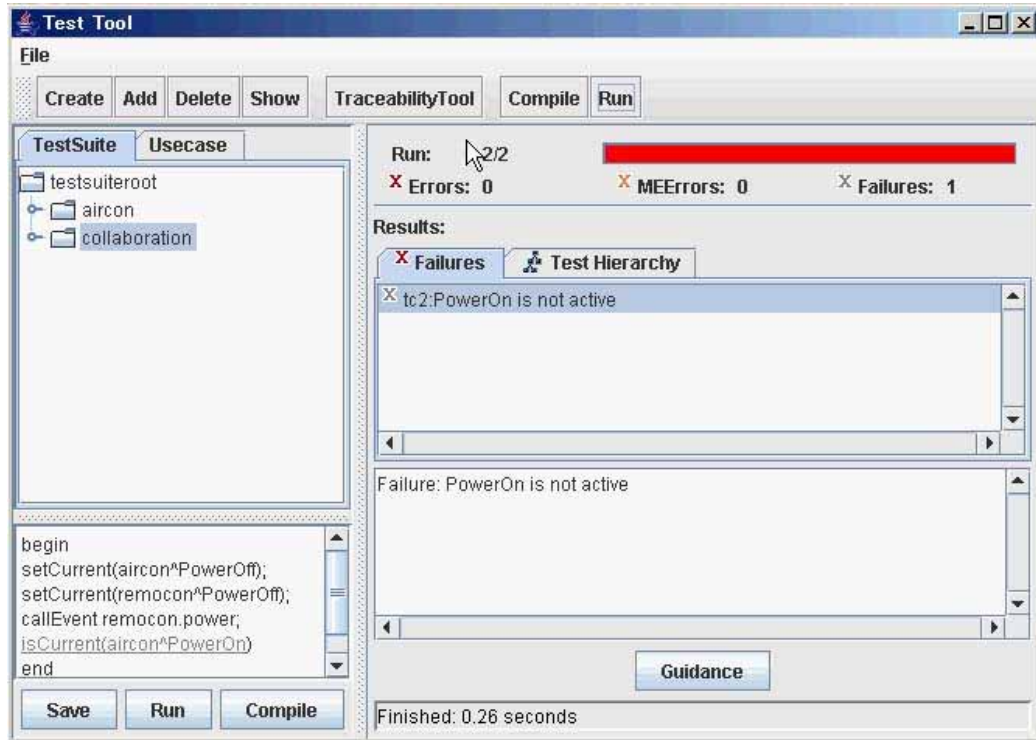 Test Tool
File
Create Add Delete Show TraceabilityTool Compile Run
TestSuite Usecase
testsuiteroot
aircon
collaboration
begin
setCurrent(aircon^PowerOff);
setCurrent(remocon^PowerOff);
callEvent remocon.power;
isCurrent(aircon^PowerOn)
end
Save Run Compile
Run: 2/2
X Errors: 0 X MEErrors: 0 X Failures: 1
Results:
X Failures Test Hierarchy
X tc2:PowerOn is not active
Failure: PowerOn is not active
Guidance
Finished: 0.26 seconds